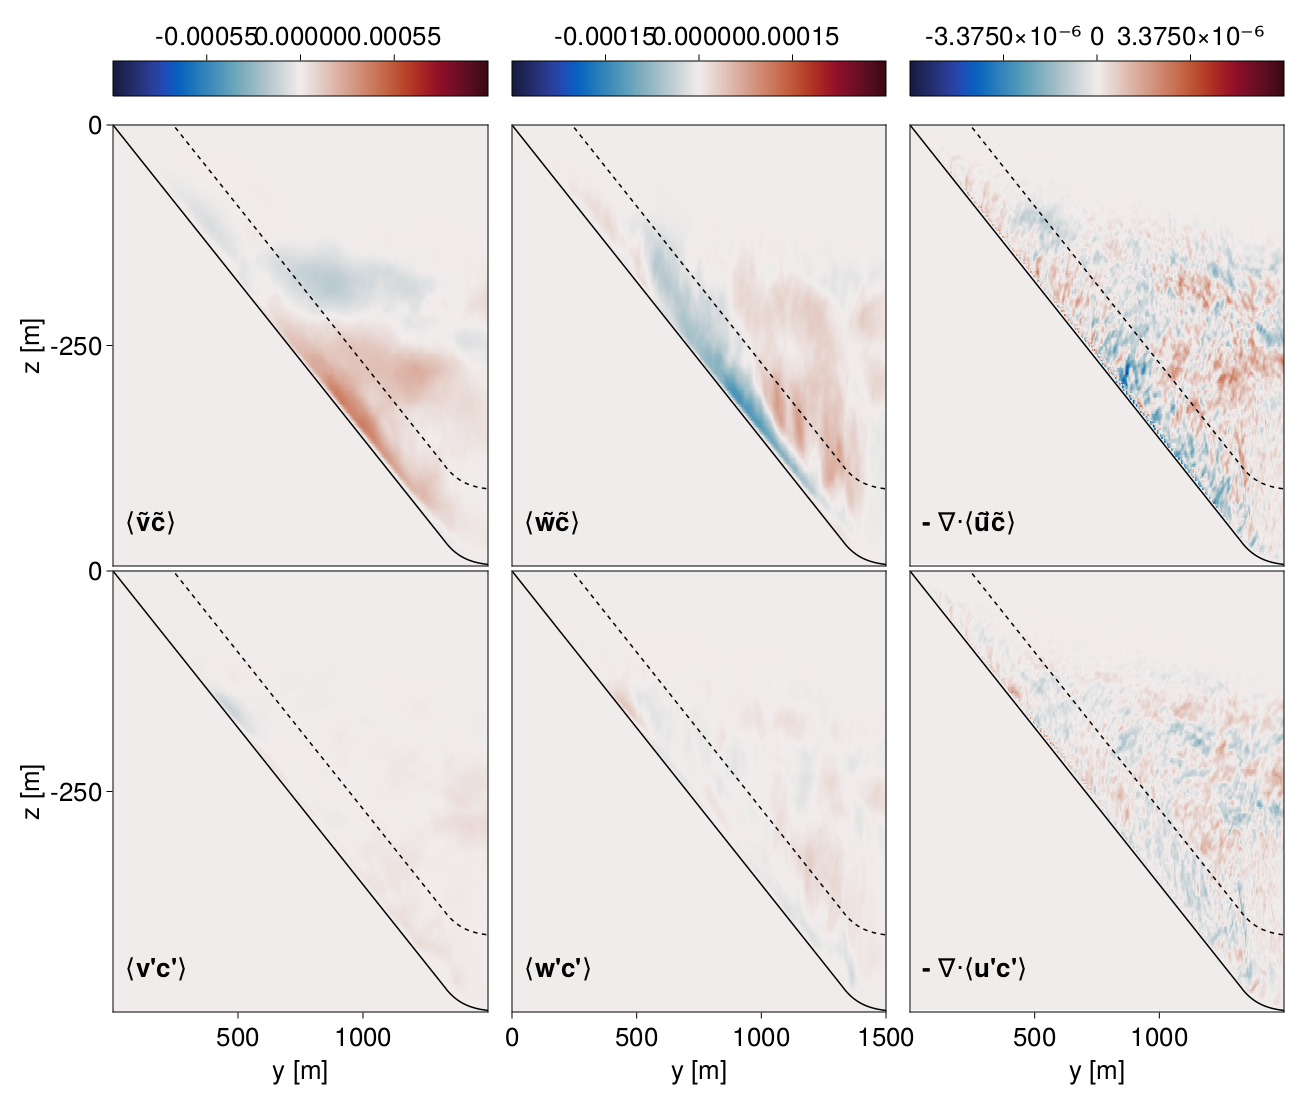 -0.00055 0.00000 0.00055
-0.00015 0.00000 0.00015
-3.3750×10⁻⁶ 0 3.3750×10⁻⁶
0
-250
z [m]
⟨ṽc̃⟩
⟨w̃c̃⟩
- ∇·⟨ũc̃⟩
0
-250
z [m]
⟨v'c'⟩
⟨w'c'⟩
- ∇·⟨u'c'⟩
500 1000
0 500 1000 1500
500 1000
y [m]
y [m]
y [m]